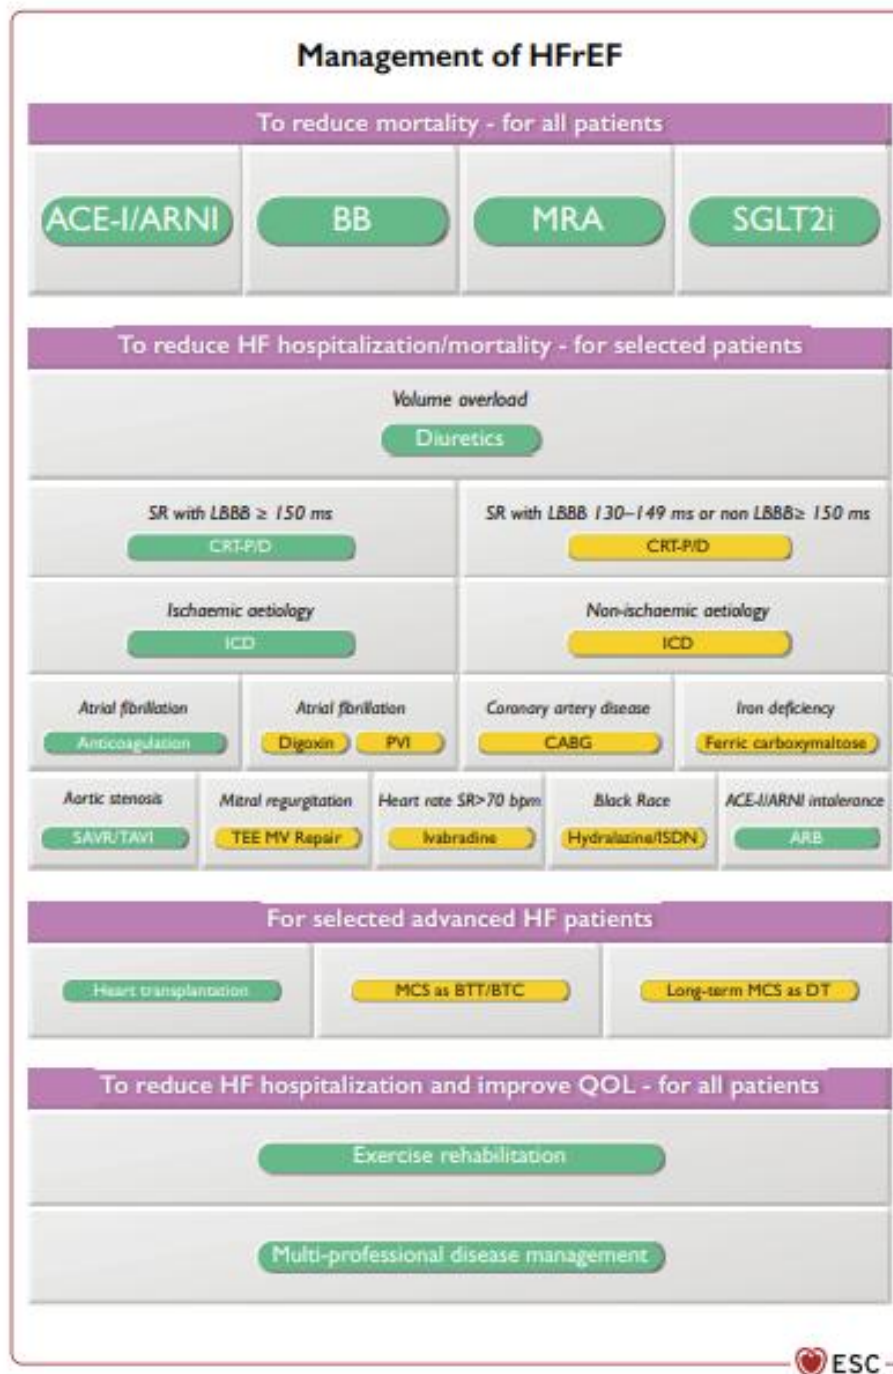 Management of HFrEF
To reduce mortality - for all patients
ACE-I/ARNI BB MRA SGLT2i
To reduce HF hospitalization/mortality - for selected patients
Volume overload
Diuretics
SR with LBBB ≥ 150 ms SR with LBBB 130–149 ms or non LBBB≥ 150 ms
CRT-P/D CRT-P/D
Ischaemic aetiology Non-ischaemic aetiology
ICD ICD
Atrial fibrillation Atrial fibrillation Coronary artery disease Iron deficiency
Anticoagulation Digoxin PVI CABG Ferric carboxymaltose
Aortic stenosis Mitral regurgitation Heart rate SR>70 bpm Black Race ACE-I/ARNI intolerance
SAVR/TAVI TEE MV Repair Ivabradine Hydralazine/ISDN ARB
For selected advanced HF patients
Heart transplantation MCS as BTT/BTC Long-term MCS as DT
To reduce HF hospitalization and improve QOL - for all patients
Exercise rehabilitation
Multi-professional disease management
ESC